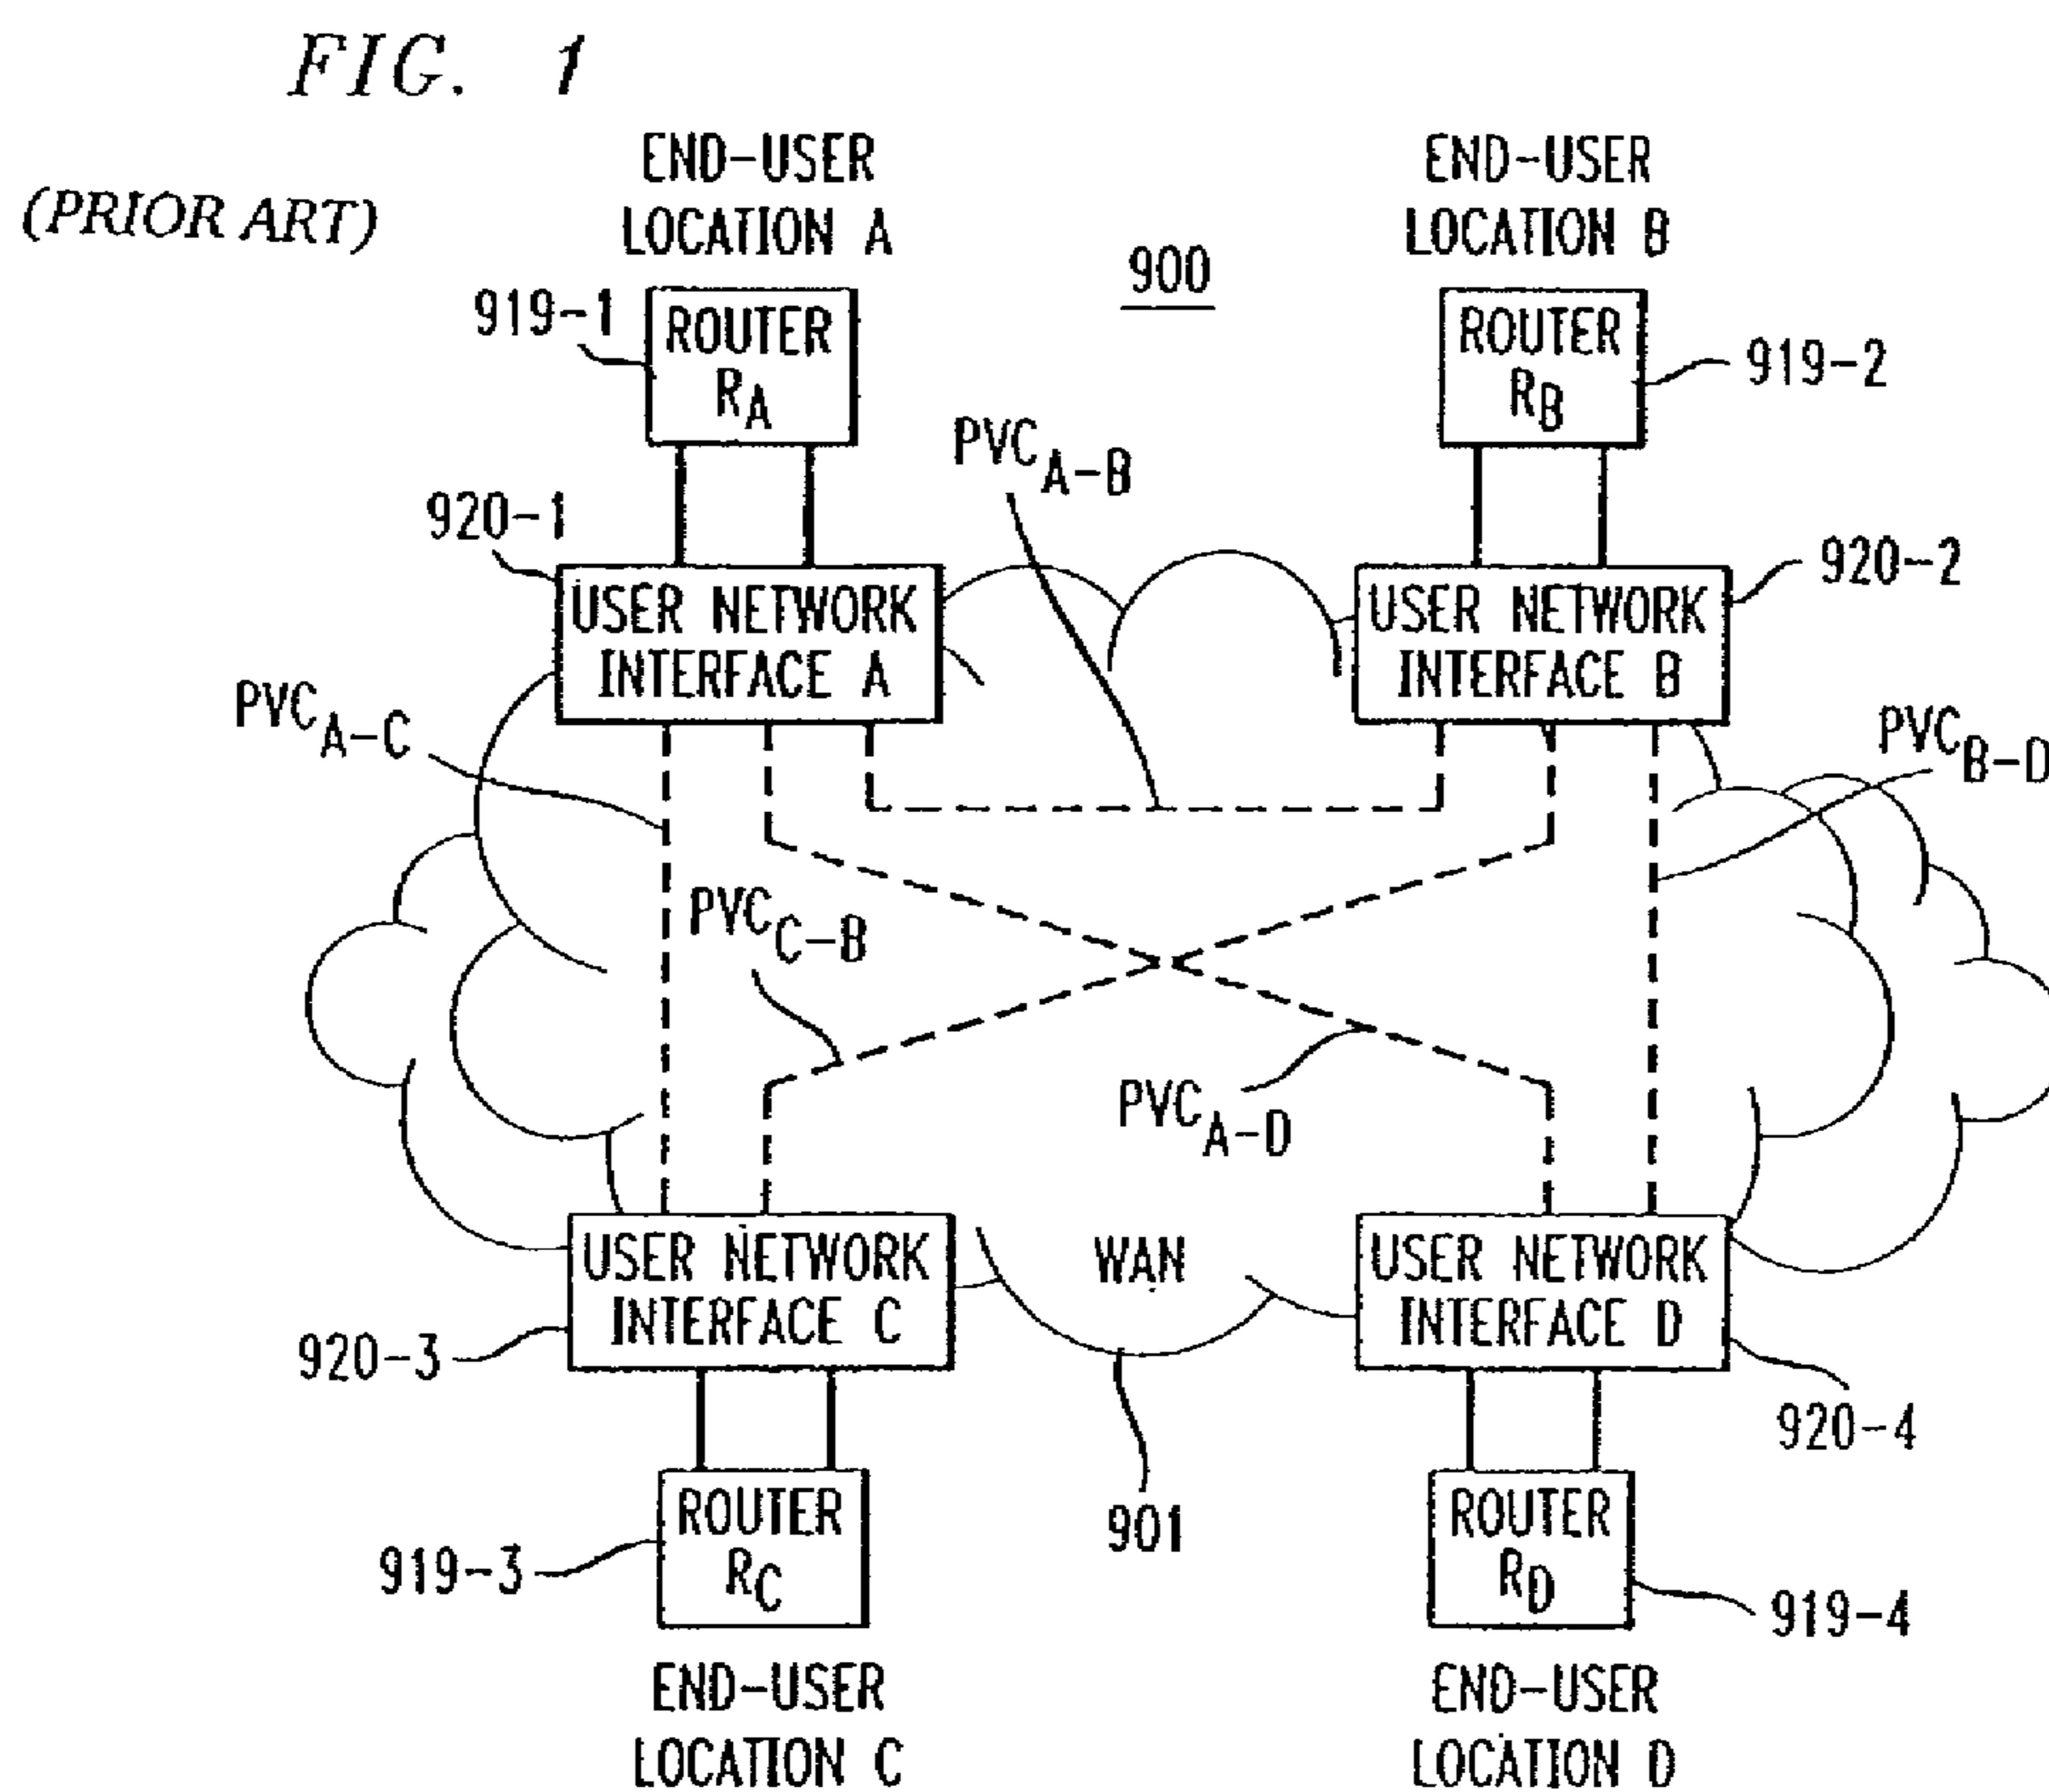 FIG. 1
(PRIOR ART)
END-USER
LOCATION A
END-USER
LOCATION B
900
919-1
ROUTER
RA
ROUTER
RB
919-2
PVCA-B
920-1
USER NETWORK
INTERFACE A
USER NETWORK
INTERFACE B
920-2
PVCA-C
PVCB-D
PVCC-B
PVCA-D
USER NETWORK
INTERFACE C
WAN
USER NETWORK
INTERFACE D
920-3
920-4
901
ROUTER
RC
919-3
ROUTER
RD
919-4
END-USER
LOCATION C
END-USER
LOCATION D